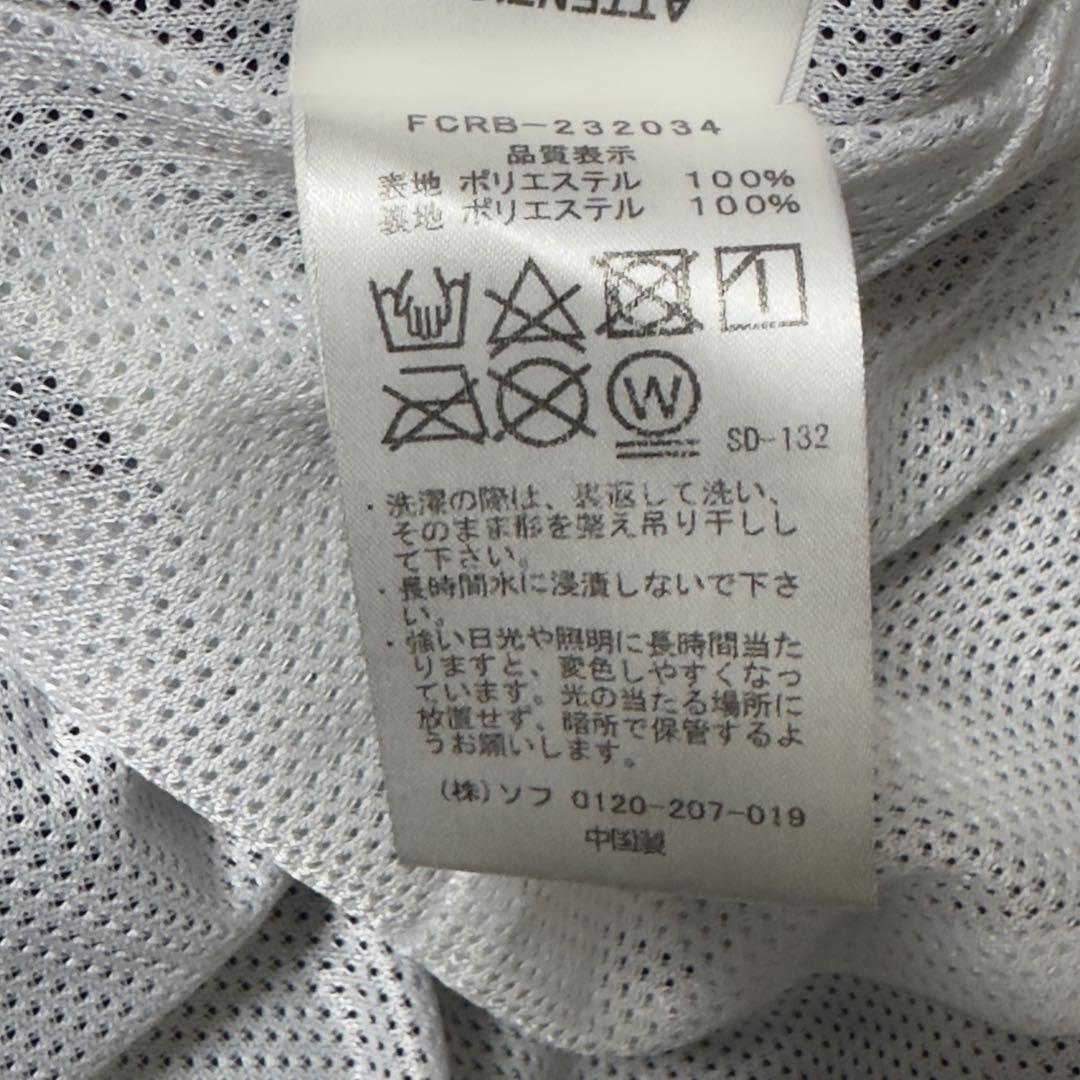 ATTENTIO
FCRB-232034
品質表示
表地 ポリエステル 100%
裏地 ポリエステル 100%
W
SD-132
・洗濯の際は、裏返して洗い、
そのまま形を整え吊り干しし
て下さい。
・長時間水に浸漬しないで下さ
い。
・強い日光や照明に長時間当た
りますと、変色しやすくなっ
ています。光の当たる場所に
放置せず、暗所で保管するよ
うお願いします。
(株)ソフ 0120-207-019
中国製